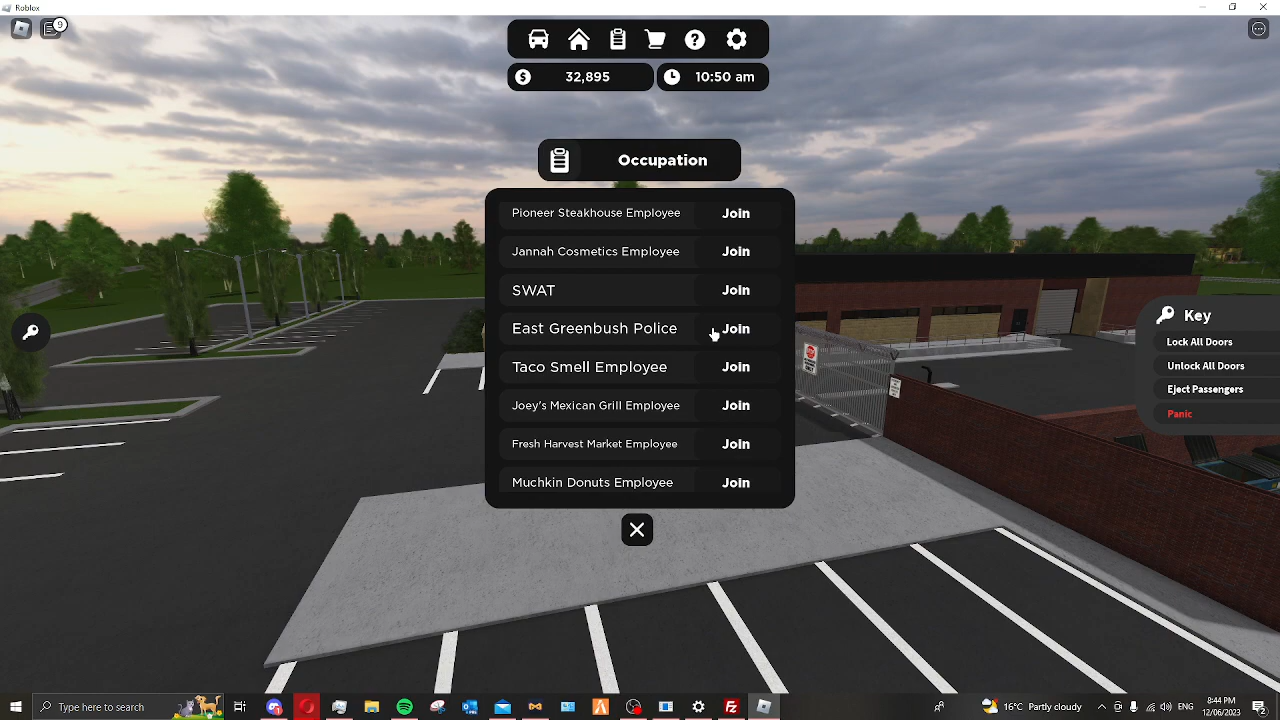 Roblox
9
32,895
10:50 am
Occupation
Pioneer Steakhouse Employee Join
Jannah Cosmetics Employee Join
SWAT Join
East Greenbush Police Join
Taco Smell Employee Join
Joey's Mexican Grill Employee Join
Fresh Harvest Market Employee Join
Muchkin Donuts Employee Join
Key
Lock All Doors
Unlock All Doors
Eject Passengers
Panic
Type here to search
16°C Partly cloudy
ENG
8:44 PM
12/06/2023